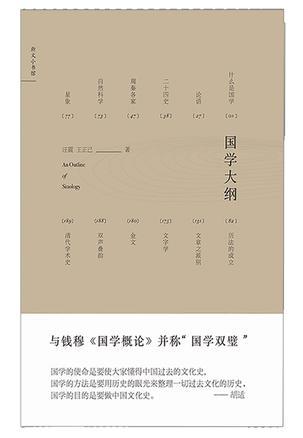 尚文小书馆
什么是国学 [01]
论语 [27]
二十四史 [38]
周秦各家 [47]
自然科学 [73]
星象 [77]
国学大纲
汪震 王正己 著
An Outline
of
Sinology
历法的成立 [82]
文章之派别 [131]
文字学 [173]
金文 [180]
双声叠韵 [188]
清代学术史 [189]
与钱穆《国学概论》并称“国学双璧”
国学的使命是要使大家懂得中国过去的文化史,
国学的方法是要用历史的眼光来整理一切过去文化的历史,
国学的目的是要做中国文化史。
——胡适